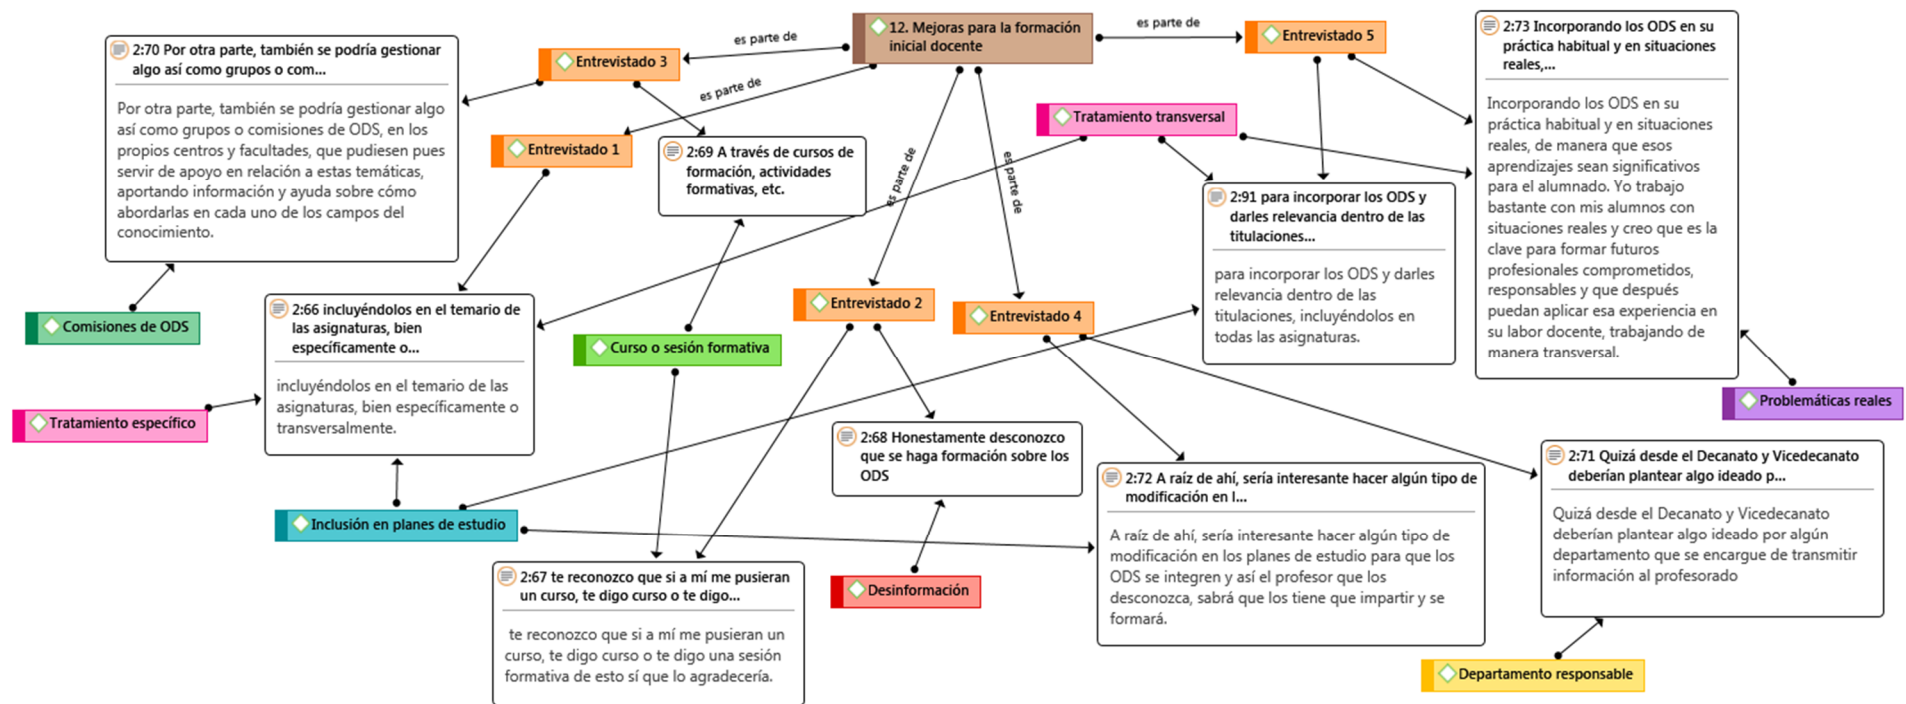 12. Mejoras para la formación
inicial docente
es parte de
es parte de
es parte de
es parte de
es parte de
Entrevistado 5
Entrevistado 3
2:70 Por otra parte, también se podría gestionar
algo así como grupos o com...
Por otra parte, también se podría gestionar algo
así como grupos o comisiones de ODS, en los
propios centros y facultades, que pudiesen pues
servir de apoyo en relación a estas temáticas,
aportando información y ayuda sobre cómo
abordarlas en cada uno de los campos del
conocimiento.
2:73 Incorporando los ODS en su
práctica habitual y en situaciones
reales,...
Incorporando los ODS en su
práctica habitual y en situaciones
reales, de manera que esos
aprendizajes sean significativos
para el alumnado. Yo trabajo
bastante con mis alumnos con
situaciones reales y creo que es la
clave para formar futuros
profesionales comprometidos,
responsables y que después
puedan aplicar esa experiencia en
su labor docente, trabajando de
manera transversal.
Tratamiento transversal
Entrevistado 1
2:69 A través de cursos de
formación, actividades
formativas, etc.
2:91 para incorporar los ODS y
darles relevancia dentro de las
titulaciones...
para incorporar los ODS y darles
relevancia dentro de las
titulaciones, incluyéndolos en
todas las asignaturas.
Comisiones de ODS
2:66 incluyéndolos en el temario de
las asignaturas, bien
específicamente o...
incluyéndolos en el temario de las
asignaturas, bien específicamente o
transversalmente.
Entrevistado 2
Entrevistado 4
Curso o sesión formativa
Problemáticas reales
Tratamiento específico
2:68 Honestamente desconozco
que se haga formación sobre los
ODS
2:72 A raíz de ahí, sería interesante hacer algún tipo de
modificación en l...
A raíz de ahí, sería interesante hacer algún tipo de
modificación en los planes de estudio para que los
ODS se integren y así el profesor que los
desconozca, sabrá que los tiene que impartir y se
formará.
2:71 Quizá desde el Decanato y Vicedecanato
deberían plantear algo ideado p...
Quizá desde el Decanato y Vicedecanato
deberían plantear algo ideado por algún
departamento que se encargue de transmitir
información al profesorado
Inclusión en planes de estudio
2:67 te reconozco que si a mí me pusieran
un curso, te digo curso o te digo...
te reconozco que si a mí me pusieran un
curso, te digo curso o te digo una sesión
formativa de esto sí que lo agradecería.
Desinformación
Departamento responsable